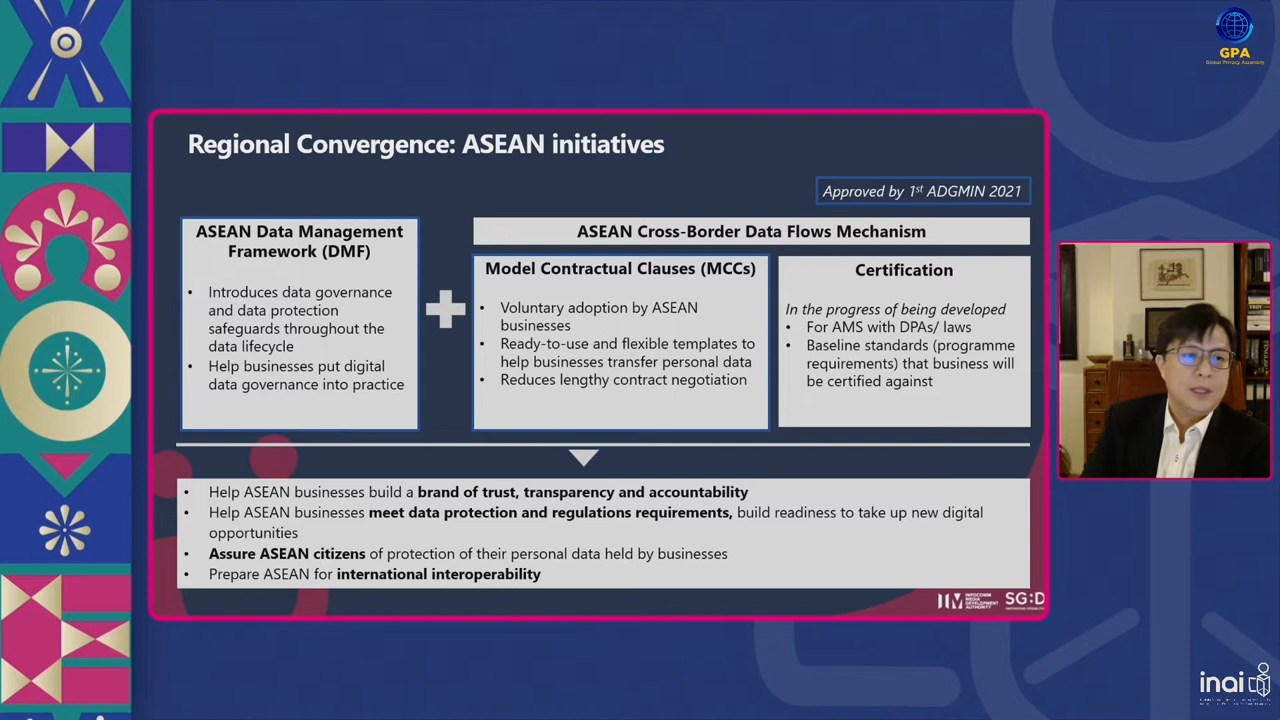 GPA
Global Privacy Assembly
Regional Convergence: ASEAN initiatives
Approved by 1st ADGMIN 2021
ASEAN Data Management
Framework (DMF)
• Introduces data governance
and data protection
safeguards throughout the
data lifecycle
• Help businesses put digital
data governance into practice
ASEAN Cross-Border Data Flows Mechanism
Model Contractual Clauses (MCCs)
• Voluntary adoption by ASEAN
businesses
• Ready-to-use and flexible templates to
help businesses transfer personal data
• Reduces lengthy contract negotiation
Certification
In the progress of being developed
• For AMS with DPAs/ laws
• Baseline standards (programme
requirements) that business will
be certified against
• Help ASEAN businesses build a brand of trust, transparency and accountability
• Help ASEAN businesses meet data protection and regulations requirements, build readiness to take up new digital
opportunities
• Assure ASEAN citizens of protection of their personal data held by businesses
• Prepare ASEAN for international interoperability
INFOCOMM
MEDIA
DEVELOPMENT
AUTHORITY
SG:D
TROY
inai